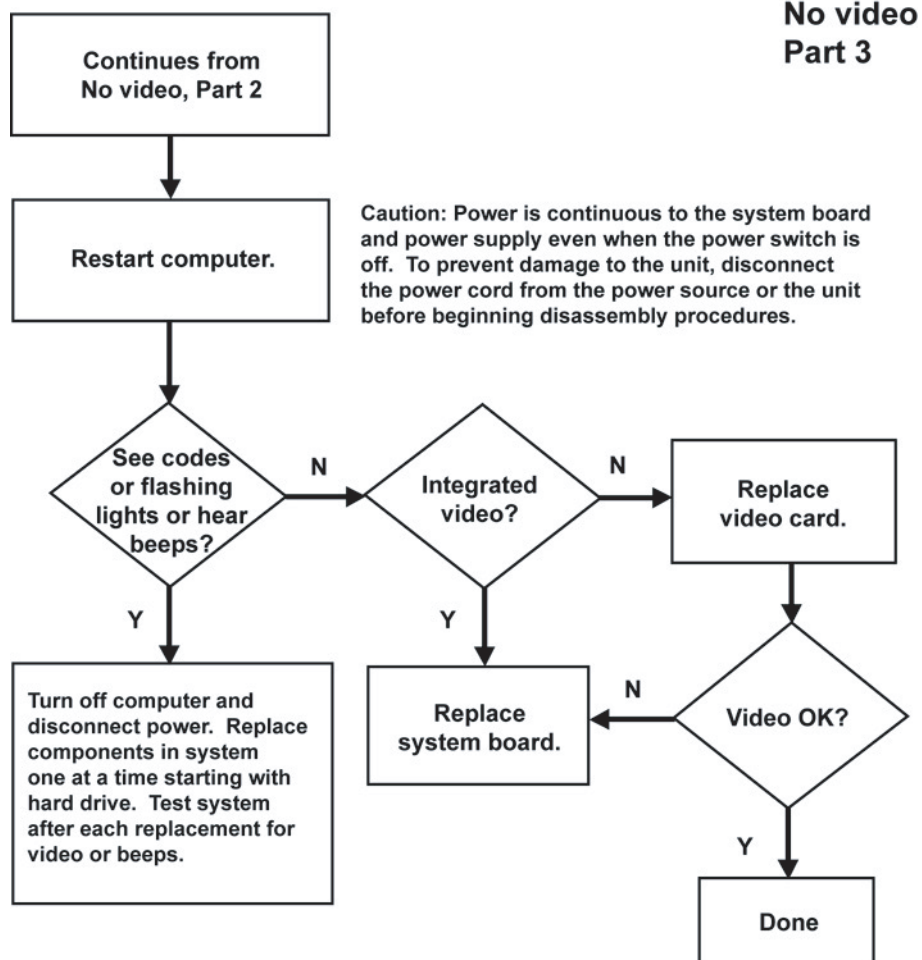 No video
Part 3
Continues from
No video, Part 2
Restart computer.
Caution: Power is continuous to the system board
and power supply even when the power switch is
off. To prevent damage to the unit, disconnect
the power cord from the power source or the unit
before beginning disassembly procedures.
See codes
or flashing
lights or hear
beeps?
N
Integrated
video?
N
Replace
video card.
Y
Y
Turn off computer and
disconnect power. Replace
components in system
one at a time starting with
hard drive. Test system
after each replacement for
video or beeps.
Replace
system board.
N
Video OK?
Y
Done